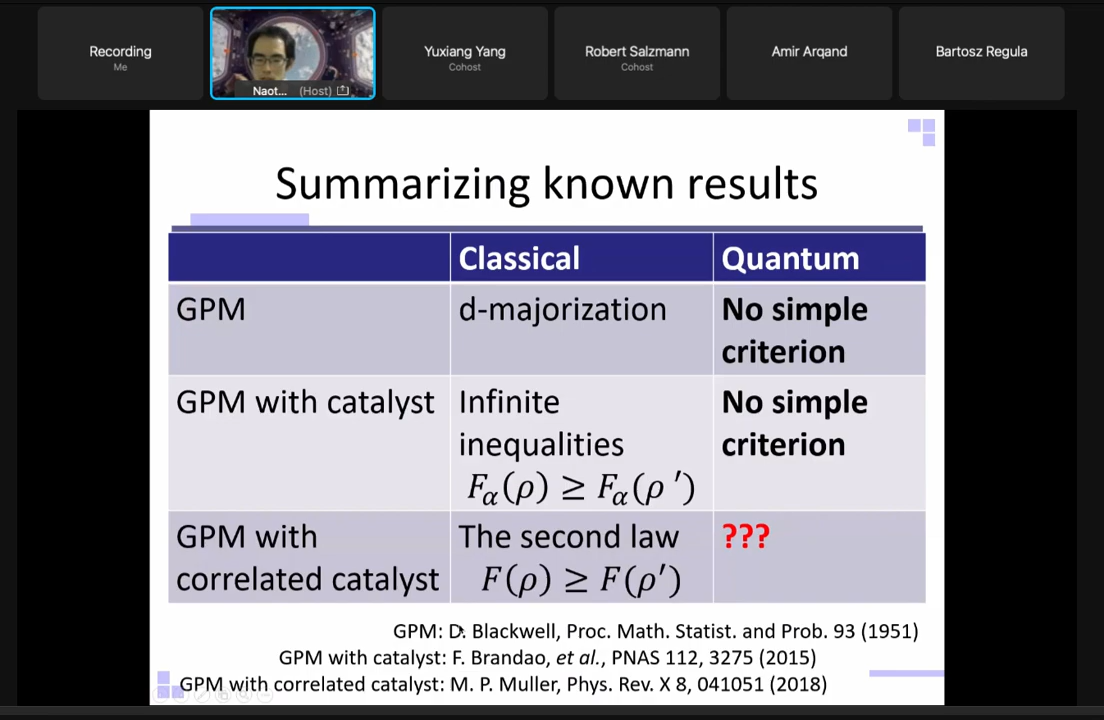 Recording
Me
Naot... (Host)
Yuxiang Yang
Cohost
Robert Salzmann
Cohost
Amir Arqand
Bartosz Regula
Summarizing known results
Classical
Quantum
GPM
d-majorization
No simple
criterion
GPM with catalyst
Infinite
inequalities
Fα(ρ) ≥ Fα(ρ′)
No simple
criterion
GPM with
correlated catalyst
The second law
F(ρ) ≥ F(ρ′)
???
GPM: D. Blackwell, Proc. Math. Statist. and Prob. 93 (1951)
GPM with catalyst: F. Brandao, et al., PNAS 112, 3275 (2015)
GPM with correlated catalyst: M. P. Muller, Phys. Rev. X 8, 041051 (2018)